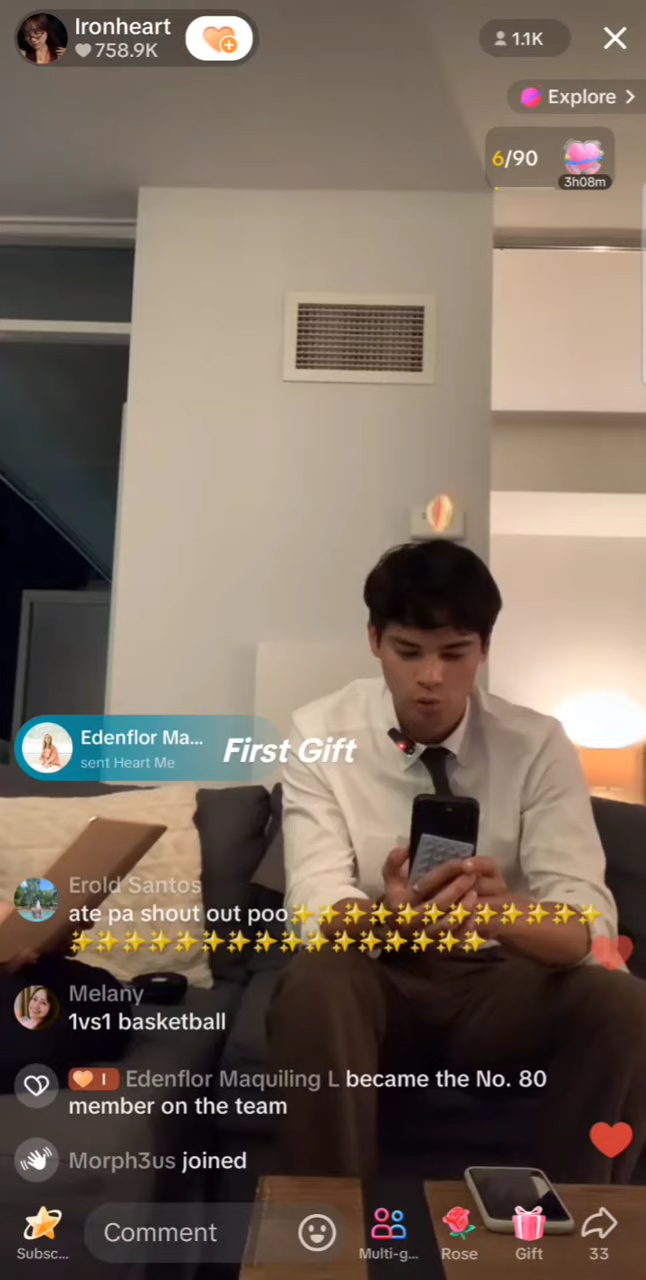 Ironheart
758.9K
1.1K
Explore
6/90
3h08m
Edenflor Ma...
sent Heart Me
First Gift
Erold Santos
ate pa shout out poo✨✨✨✨✨✨✨✨✨✨✨✨
✨✨✨✨✨✨✨✨✨✨✨✨✨✨✨✨
Melany
1vs1 basketball
I Edenflor Maquiling L became the No. 80
member on the team
Morph3us joined
Subsc...
Comment
Multi-g...
Rose
Gift
33